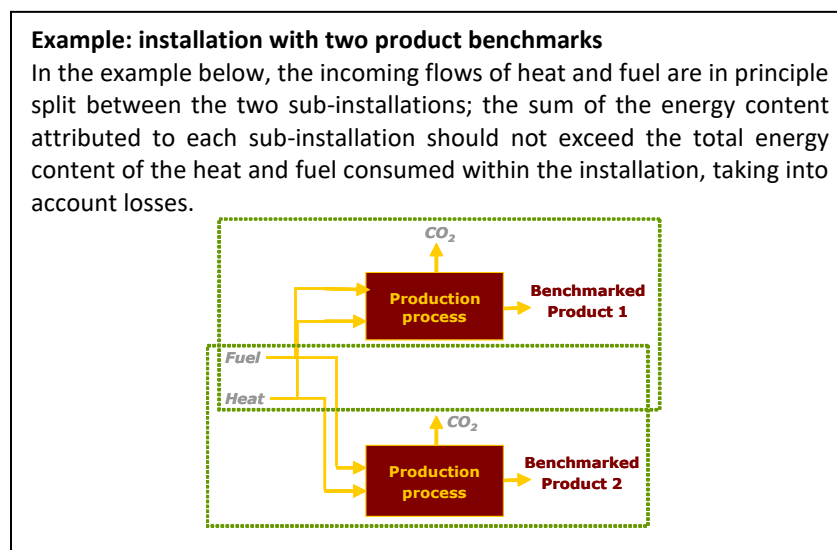 Example: installation with two product benchmarks
In the example below, the incoming flows of heat and fuel are in principle
split between the two sub-installations; the sum of the energy content
attributed to each sub-installation should not exceed the total energy
content of the heat and fuel consumed within the installation, taking into
account losses.
CO2
Production
process
Benchmarked
Product 1
Fuel
Heat
CO2
Production
process
Benchmarked
Product 2